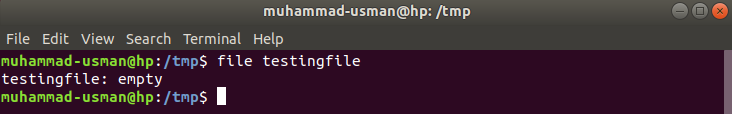 muhammad-usman@hp: /tmp
File Edit View Search Terminal Help
muhammad-usman@hp:/tmp$ file testingfile
testingfile: empty
muhammad-usman@hp:/tmp$